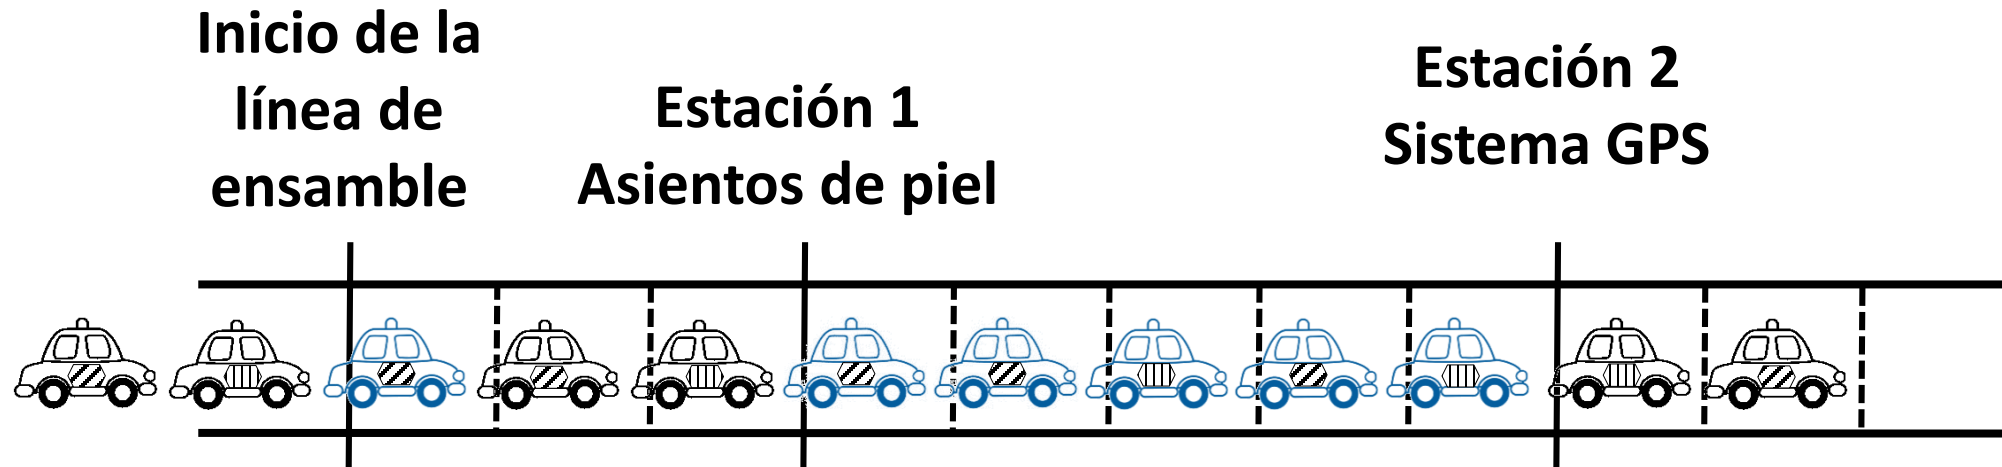 Inicio de la
línea de
ensamble
Estación 1
Asientos de piel
Estación 2
Sistema GPS